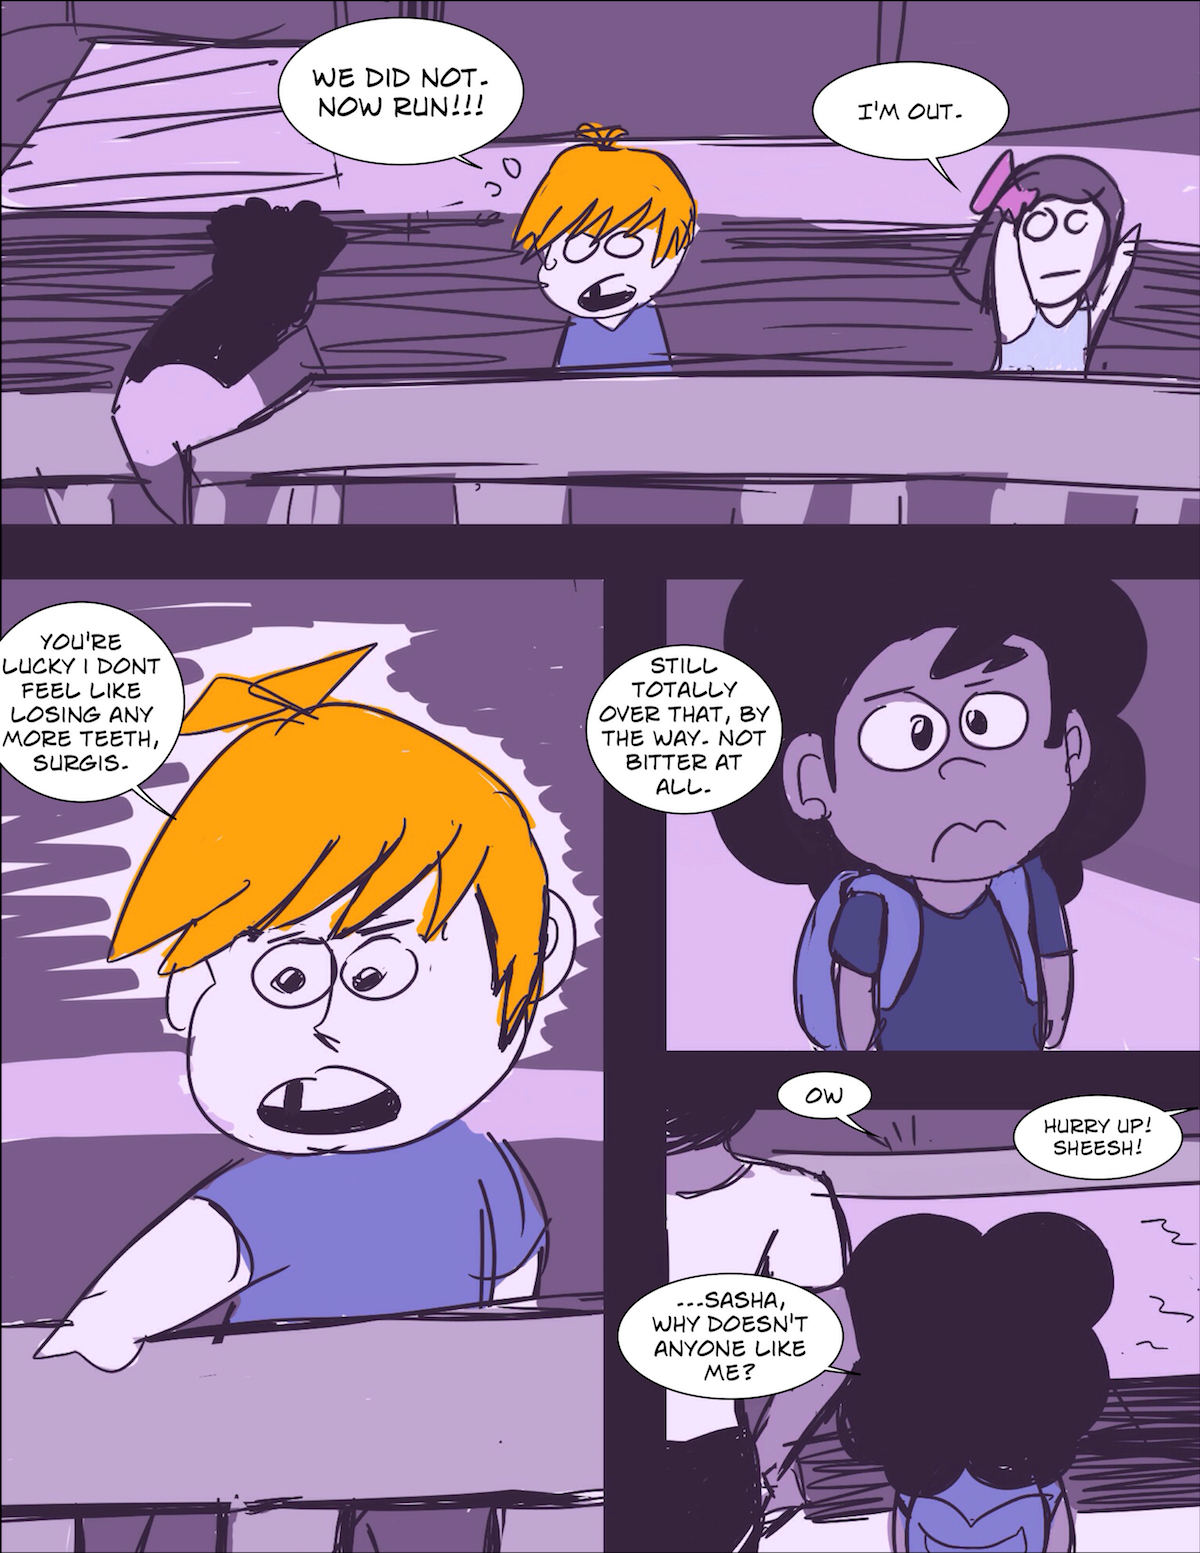 WE DID NOT.
NOW RUN!!!
I'M OUT.
YOU'RE
LUCKY I DONT
FEEL LIKE
LOSING ANY
MORE TEETH,
SURGIS.
STILL
TOTALLY
OVER THAT, BY
THE WAY. NOT
BITTER AT
ALL.
OW
HURRY UP!
SHEESH!
...SASHA,
WHY DOESN'T
ANYONE LIKE
ME?